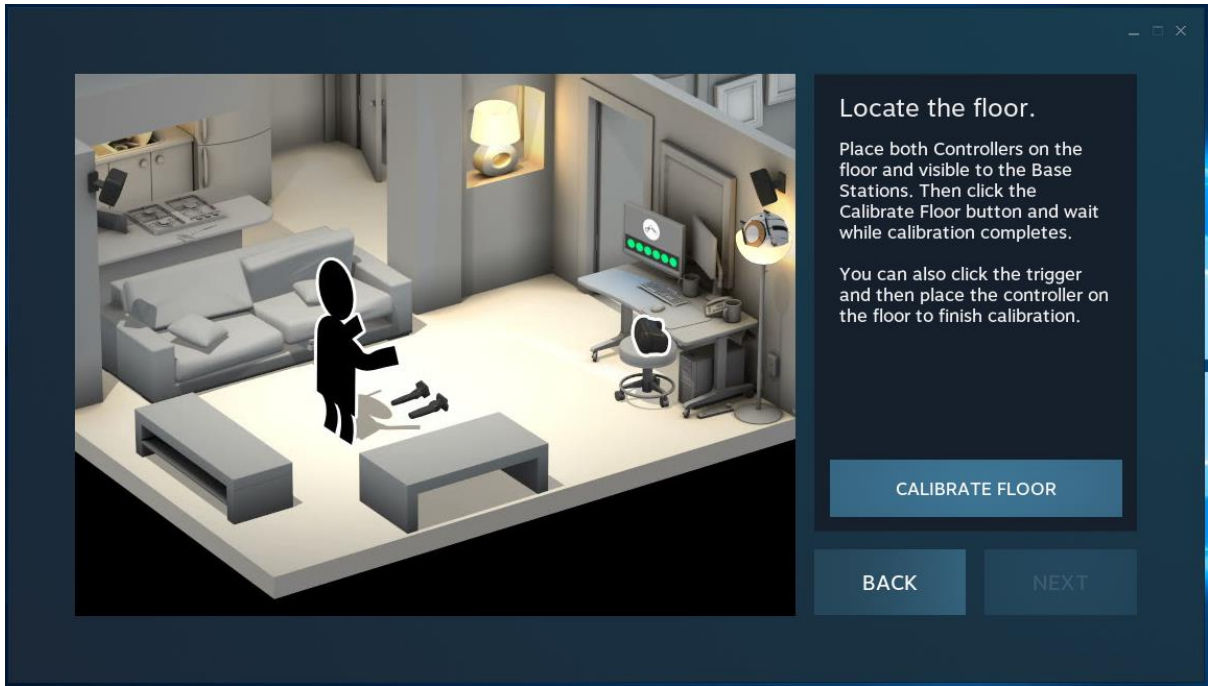 Locate the floor.
Place both Controllers on the
floor and visible to the Base
Stations. Then click the
Calibrate Floor button and wait
while calibration completes.
You can also click the trigger
and then place the controller on
the floor to finish calibration.
CALIBRATE FLOOR
BACK
NEXT